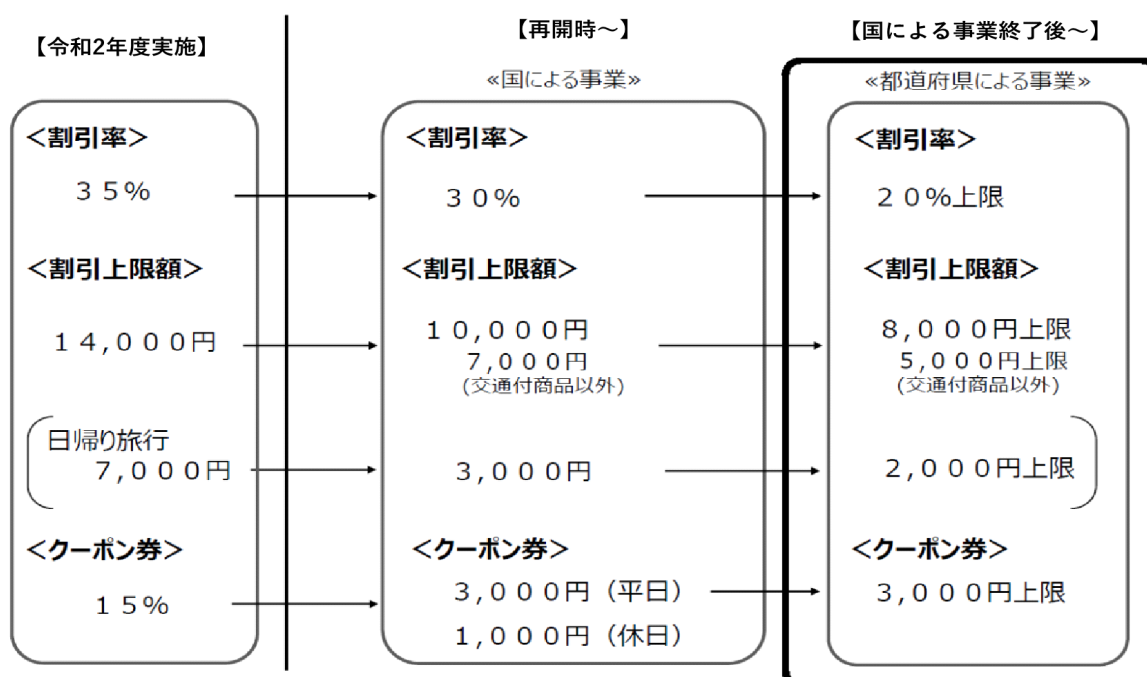 【令和2年度実施】
＜割引率＞
３５％
＜割引上限額＞
１４,０００円
日帰り旅行
７,０００円
＜クーポン券＞
１５％
【再開時～】
≪国による事業≫
＜割引率＞
３０％
＜割引上限額＞
１０,０００円
７,０００円
(交通付商品以外)
３,０００円
＜クーポン券＞
３,０００円（平日）
１,０００円（休日）
【国による事業終了後～】
≪都道府県による事業≫
＜割引率＞
２０％上限
＜割引上限額＞
８,０００円上限
５,０００円上限
(交通付商品以外)
２,０００円上限
＜クーポン券＞
３,０００円上限